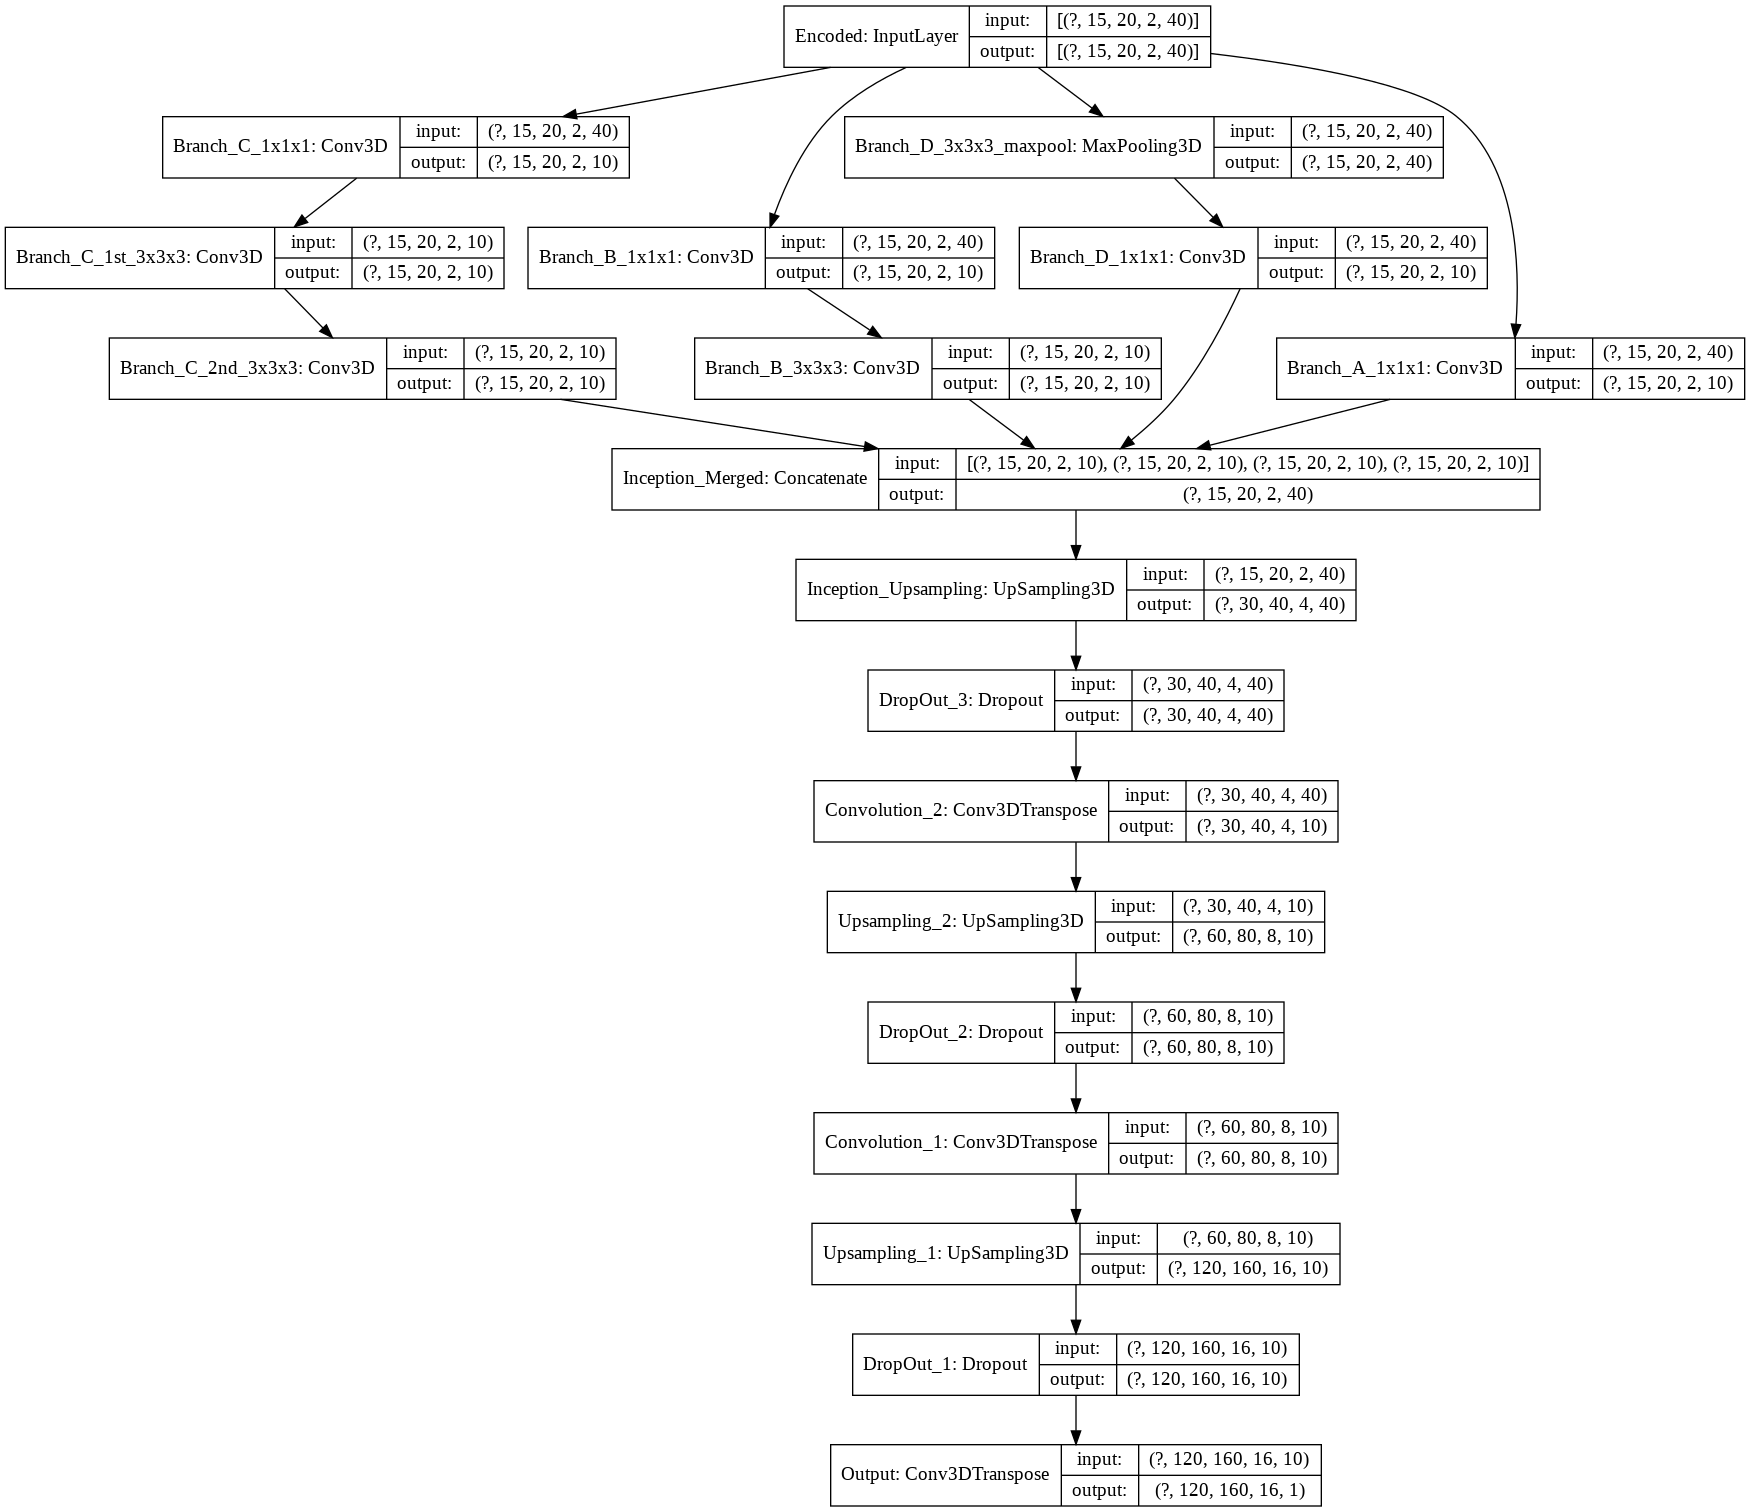 Encoded: InputLayer
input: [(?, 15, 20, 2, 40)]
output: [(?, 15, 20, 2, 40)]
Branch_C_1x1x1: Conv3D
input: (?, 15, 20, 2, 40)
output: (?, 15, 20, 2, 10)
Branch_D_3x3x3_maxpool: MaxPooling3D
input: (?, 15, 20, 2, 40)
output: (?, 15, 20, 2, 40)
Branch_C_1st_3x3x3: Conv3D
input: (?, 15, 20, 2, 10)
output: (?, 15, 20, 2, 10)
Branch_B_1x1x1: Conv3D
input: (?, 15, 20, 2, 40)
output: (?, 15, 20, 2, 10)
Branch_D_1x1x1: Conv3D
input: (?, 15, 20, 2, 40)
output: (?, 15, 20, 2, 10)
Branch_C_2nd_3x3x3: Conv3D
input: (?, 15, 20, 2, 10)
output: (?, 15, 20, 2, 10)
Branch_B_3x3x3: Conv3D
input: (?, 15, 20, 2, 10)
output: (?, 15, 20, 2, 10)
Branch_A_1x1x1: Conv3D
input: (?, 15, 20, 2, 40)
output: (?, 15, 20, 2, 10)
Inception_Merged: Concatenate
input: [(?, 15, 20, 2, 10), (?, 15, 20, 2, 10), (?, 15, 20, 2, 10), (?, 15, 20, 2, 10)]
output: (?, 15, 20, 2, 40)
Inception_Upsampling: UpSampling3D
input: (?, 15, 20, 2, 40)
output: (?, 30, 40, 4, 40)
DropOut_3: Dropout
input: (?, 30, 40, 4, 40)
output: (?, 30, 40, 4, 40)
Convolution_2: Conv3DTranspose
input: (?, 30, 40, 4, 40)
output: (?, 30, 40, 4, 10)
Upsampling_2: UpSampling3D
input: (?, 30, 40, 4, 10)
output: (?, 60, 80, 8, 10)
DropOut_2: Dropout
input: (?, 60, 80, 8, 10)
output: (?, 60, 80, 8, 10)
Convolution_1: Conv3DTranspose
input: (?, 60, 80, 8, 10)
output: (?, 60, 80, 8, 10)
Upsampling_1: UpSampling3D
input: (?, 60, 80, 8, 10)
output: (?, 120, 160, 16, 10)
DropOut_1: Dropout
input: (?, 120, 160, 16, 10)
output: (?, 120, 160, 16, 10)
Output: Conv3DTranspose
input: (?, 120, 160, 16, 10)
output: (?, 120, 160, 16, 1)